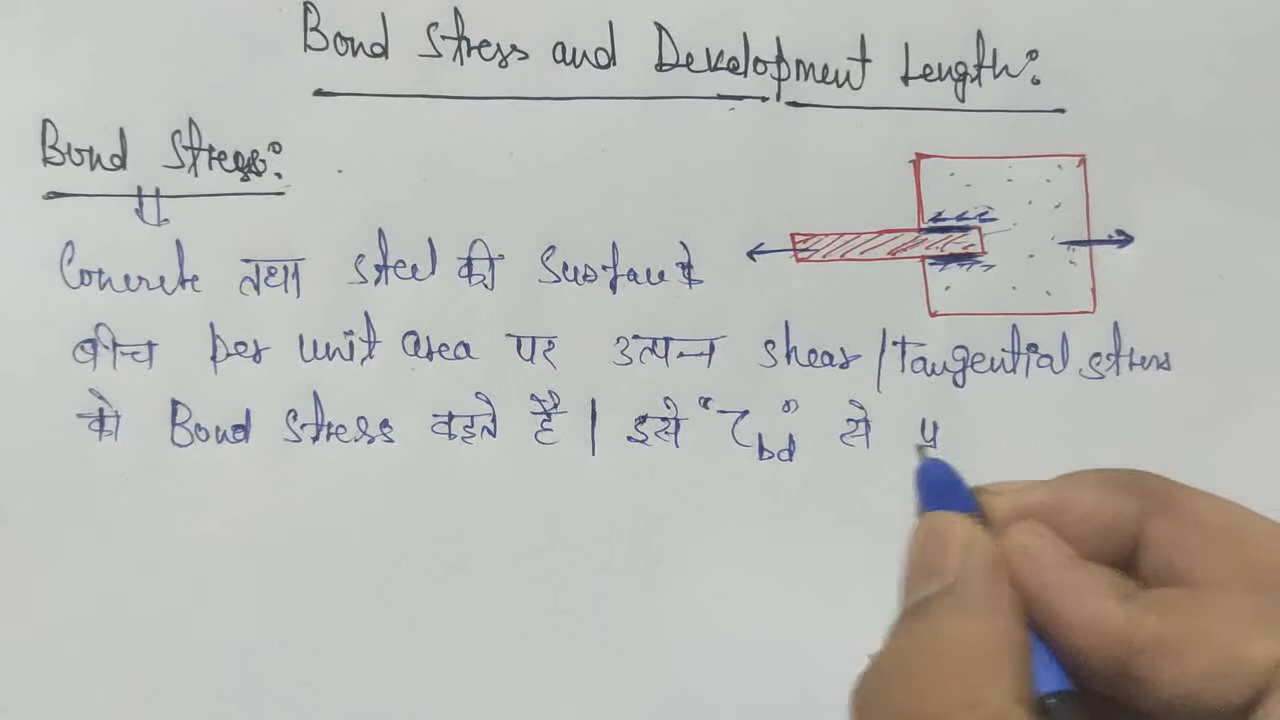 Bond Stress and Development Length:
Bond Stress:
Concrete तथा Steel की Surface के
बीच per unit area पर उत्पन्न shear / Tangential stress
को Bond stress कहते है | इसे "τbd" से प